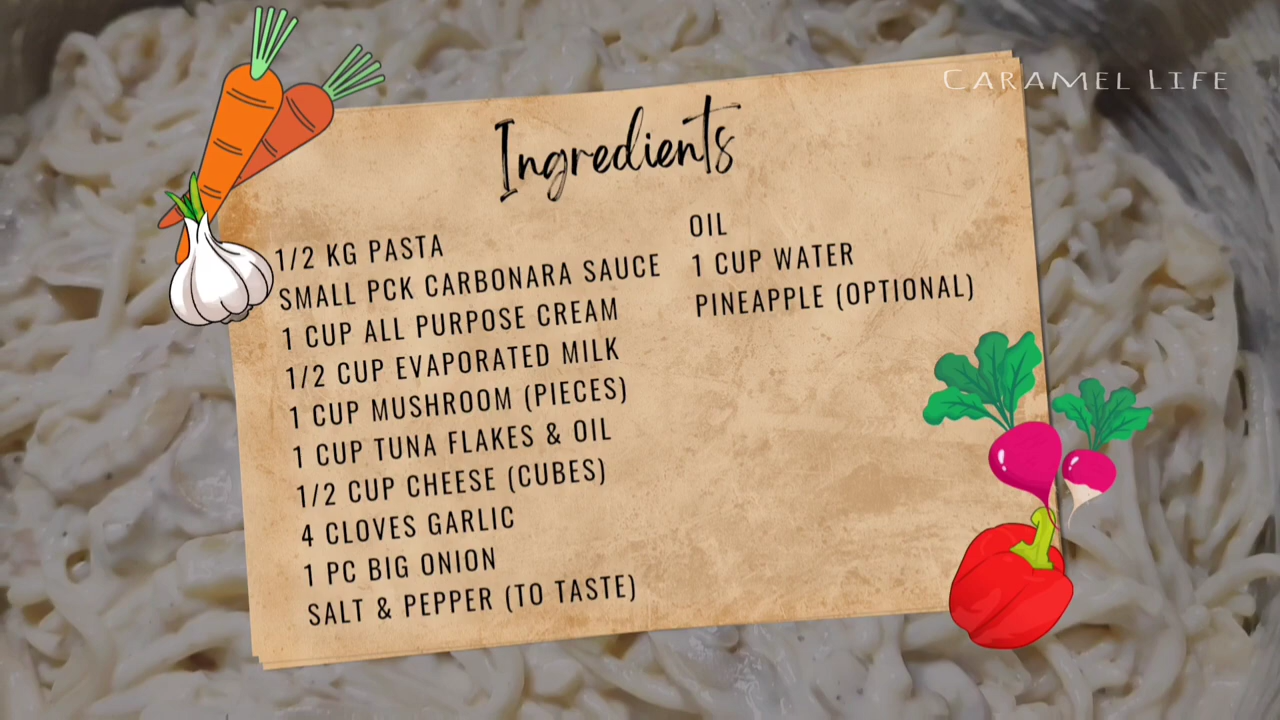 CARAMEL LIFE
Ingredients
1/2 KG PASTA
SMALL PCK CARBONARA SAUCE
1 CUP ALL PURPOSE CREAM
1/2 CUP EVAPORATED MILK
1 CUP MUSHROOM (PIECES)
1 CUP TUNA FLAKES & OIL
1/2 CUP CHEESE (CUBES)
4 CLOVES GARLIC
1 PC BIG ONION
SALT & PEPPER (TO TASTE)
OIL
1 CUP WATER
PINEAPPLE (OPTIONAL)